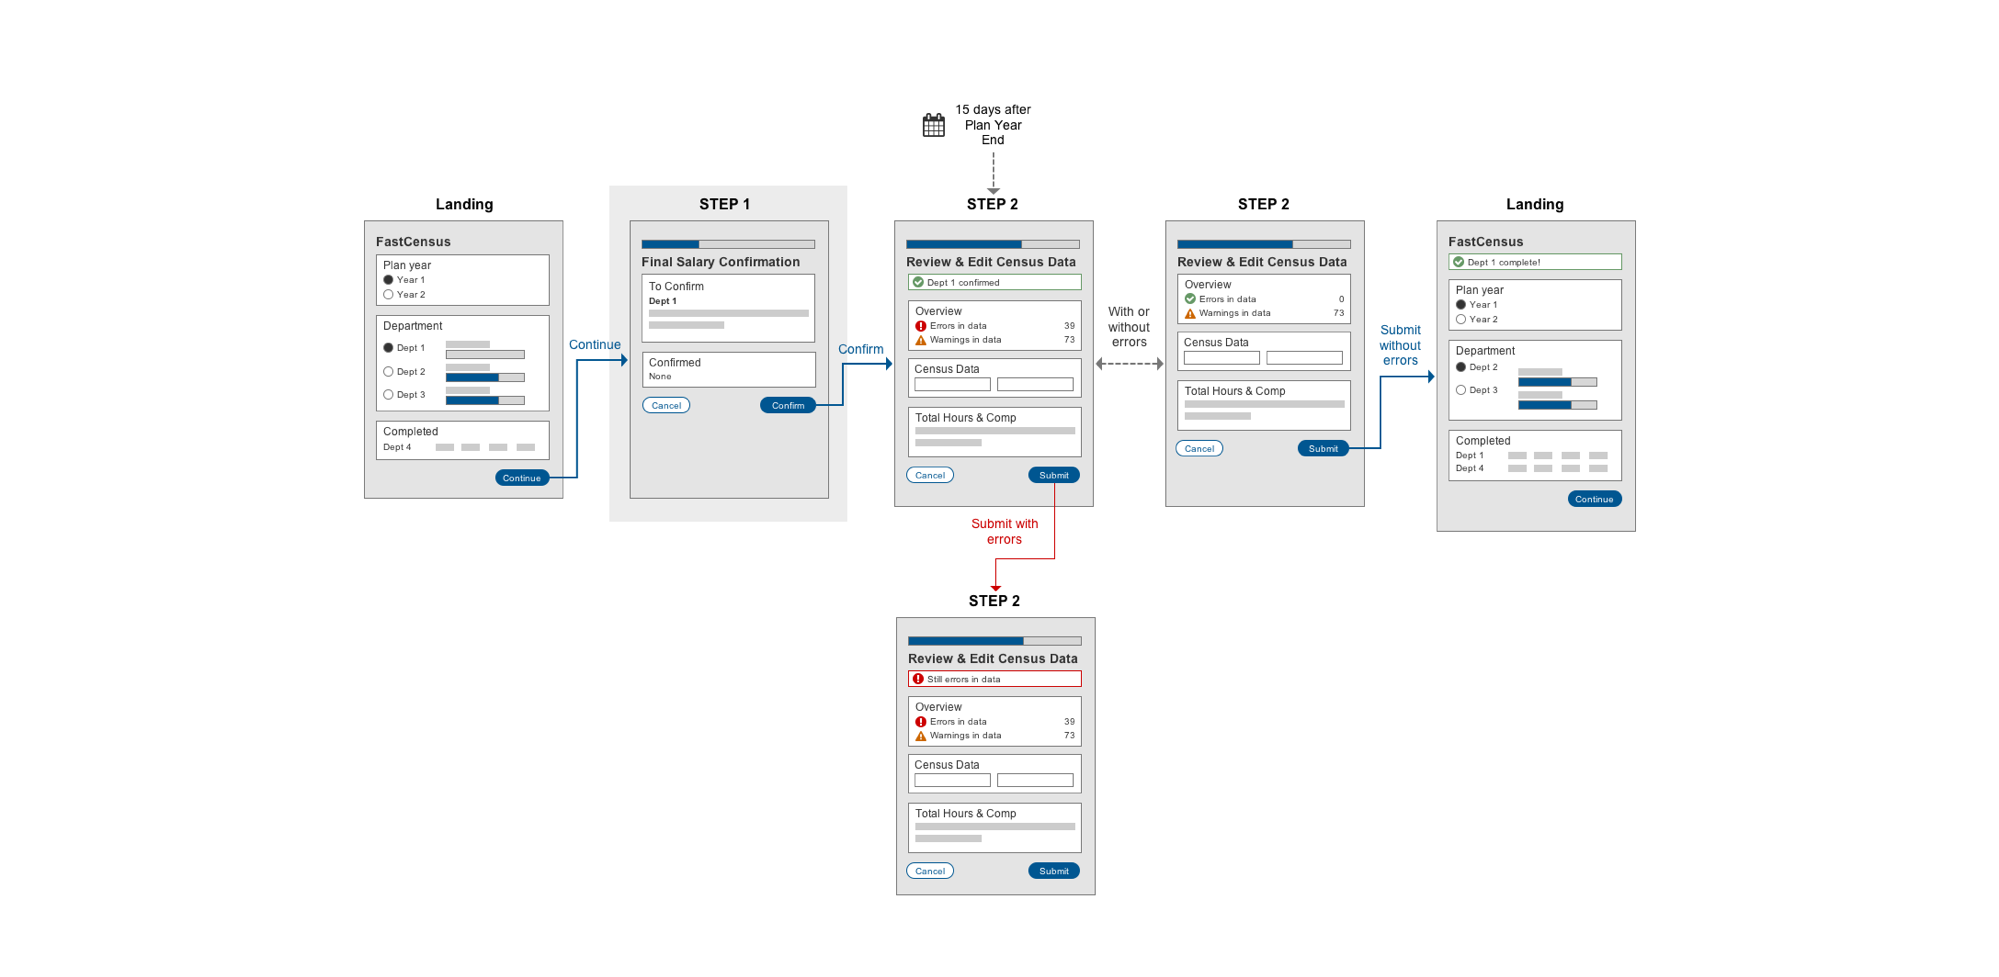 15 days after
Plan Year
End
Landing
FastCensus
Plan year
Year 1
Year 2
Department
Dept 1
Dept 2
Dept 3
Completed
Dept 4
Continue
Continue
STEP 1
Final Salary Confirmation
To Confirm
Dept 1
Confirmed
None
Cancel
Confirm
Confirm
STEP 2
Review & Edit Census Data
Dept 1 confirmed
Overview
Errors in data 39
Warnings in data 73
Census Data
Total Hours & Comp
Cancel
Submit
With or
without
errors
STEP 2
Review & Edit Census Data
Overview
Errors in data 0
Warnings in data 73
Census Data
Total Hours & Comp
Cancel
Submit
Submit
without
errors
Landing
FastCensus
Dept 1 complete!
Plan year
Year 1
Year 2
Department
Dept 2
Dept 3
Completed
Dept 1
Dept 4
Continue
Submit with
errors
STEP 2
Review & Edit Census Data
Still errors in data
Overview
Errors in data 39
Warnings in data 73
Census Data
Total Hours & Comp
Cancel
Submit